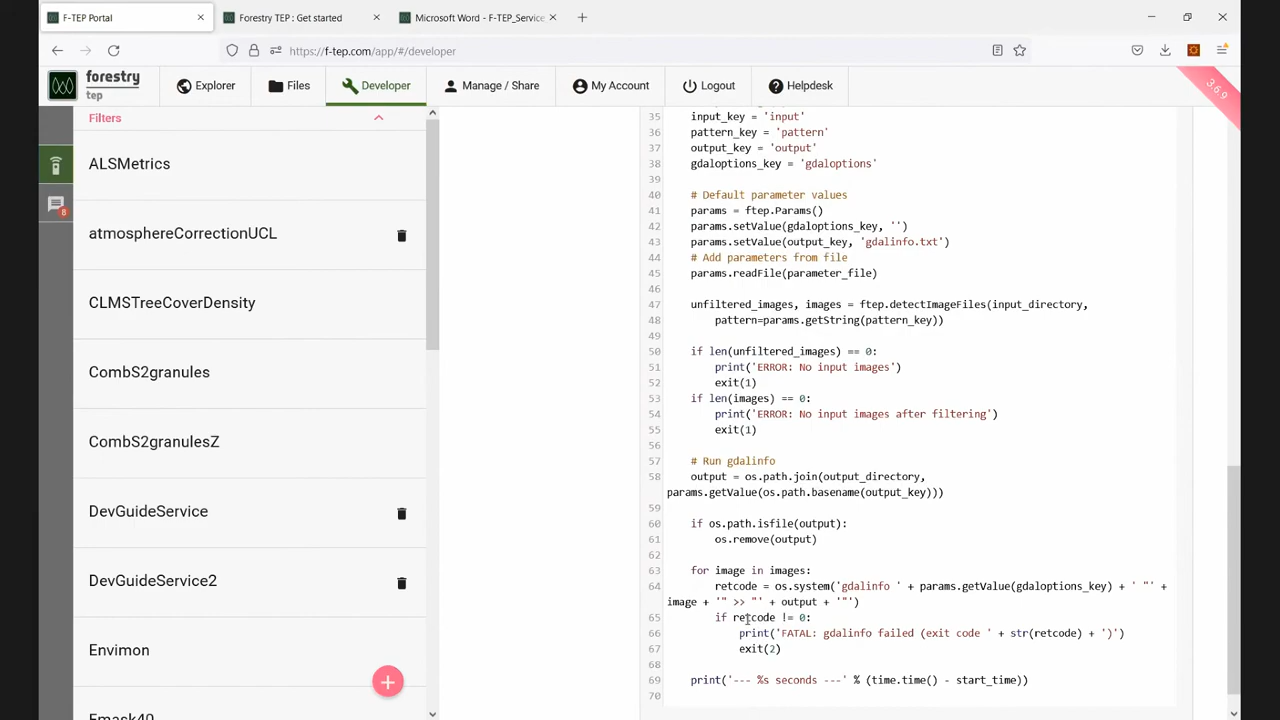 F-TEP Portal
Forestry TEP : Get started
Microsoft Word - F-TEP_Service
https://f-tep.com/app/#/developer
forestry
tep
Explorer
Files
Developer
Manage / Share
My Account
Logout
Helpdesk
3.6.9
Filters
8
ALSMetrics
atmosphereCorrectionUCL
CLMSTreeCoverDensity
CombS2granules
CombS2granulesZ
DevGuideService
DevGuideService2
Envimon
Fmask40
35 input_key = 'input'
36 pattern_key = 'pattern'
37 output_key = 'output'
38 gdaloptions_key = 'gdaloptions'
39
40 # Default parameter values
41 params = ftep.Params()
42 params.setValue(gdaloptions_key, '')
43 params.setValue(output_key, 'gdalinfo.txt')
44 # Add parameters from file
45 params.readFile(parameter_file)
46
47 unfiltered_images, images = ftep.detectImageFiles(input_directory,
48 pattern=params.getString(pattern_key))
49
50 if len(unfiltered_images) == 0:
51 print('ERROR: No input images')
52 exit(1)
53 if len(images) == 0:
54 print('ERROR: No input images after filtering')
55 exit(1)
56
57 # Run gdalinfo
58 output = os.path.join(output_directory,
params.getValue(os.path.basename(output_key)))
59
60 if os.path.isfile(output):
61 os.remove(output)
62
63 for image in images:
64 retcode = os.system('gdalinfo ' + params.getValue(gdaloptions_key) + ' "' +
image + '" >> "' + output + '"')
65 if retcode != 0:
66 print('FATAL: gdalinfo failed (exit code ' + str(retcode) + ')')
67 exit(2)
68
69 print('--- %s seconds ---' % (time.time() - start_time))
70